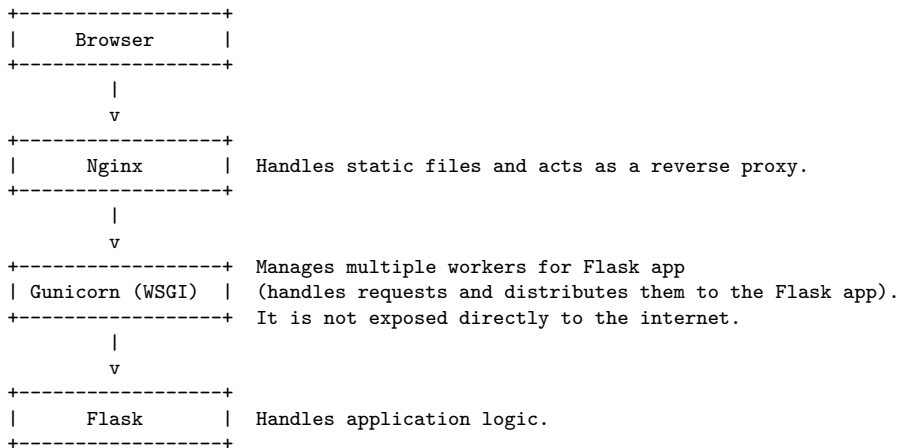 Browser
v
Nginx Handles static files and acts as a reverse proxy.
v
Manages multiple workers for Flask app
Gunicorn (WSGI) (handles requests and distributes them to the Flask app).
It is not exposed directly to the internet.
v
Flask Handles application logic.